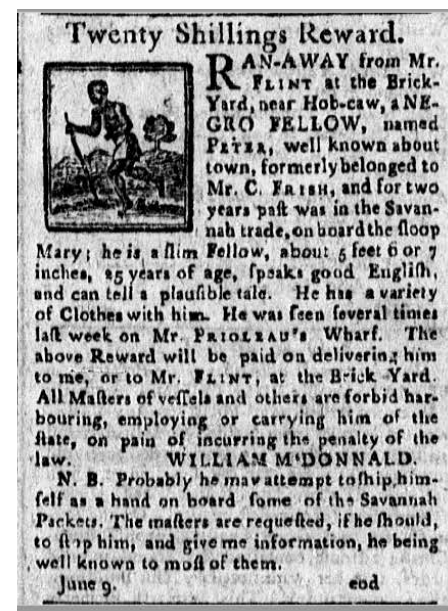 Twenty Shillings Reward.
RAN-AWAY from Mr.
FLINT at the Brick-
Yard, near Hob-caw, a NE-
GRO FELLOW, named
PETER, well known about
town, formerly belonged to
Mr. C. FRISH, and for two
years paſt was in the Savan-
nah trade, on board the ſloop
Mary; he is a ſlim Fellow, about 5 feet 6 or 7
inches, 25 years of age, ſpeaks good Engliſh,
and can tell a plauſible tale. He has a variety
of Clothes with him. He was ſeen ſeveral times
laſt week on Mr. PRIOLEAU's Wharf. The
above Reward will be paid on delivering him
to me, or to Mr. FLINT, at the Brick Yard.
All Maſters of veſſels and others are forbid har-
bouring, employing or carrying him of the
ſtate, on pain of incurring the penalty of the
law. WILLIAM M'DONNALD.
N. B. Probably he may attempt to ſhip him-
ſelf as a hand on board ſome of the Savannah
Packets. The maſters are requeſted, if he ſhould,
to ſtop him, and give me information, he being
well known to moſt of them.
June 9. eod